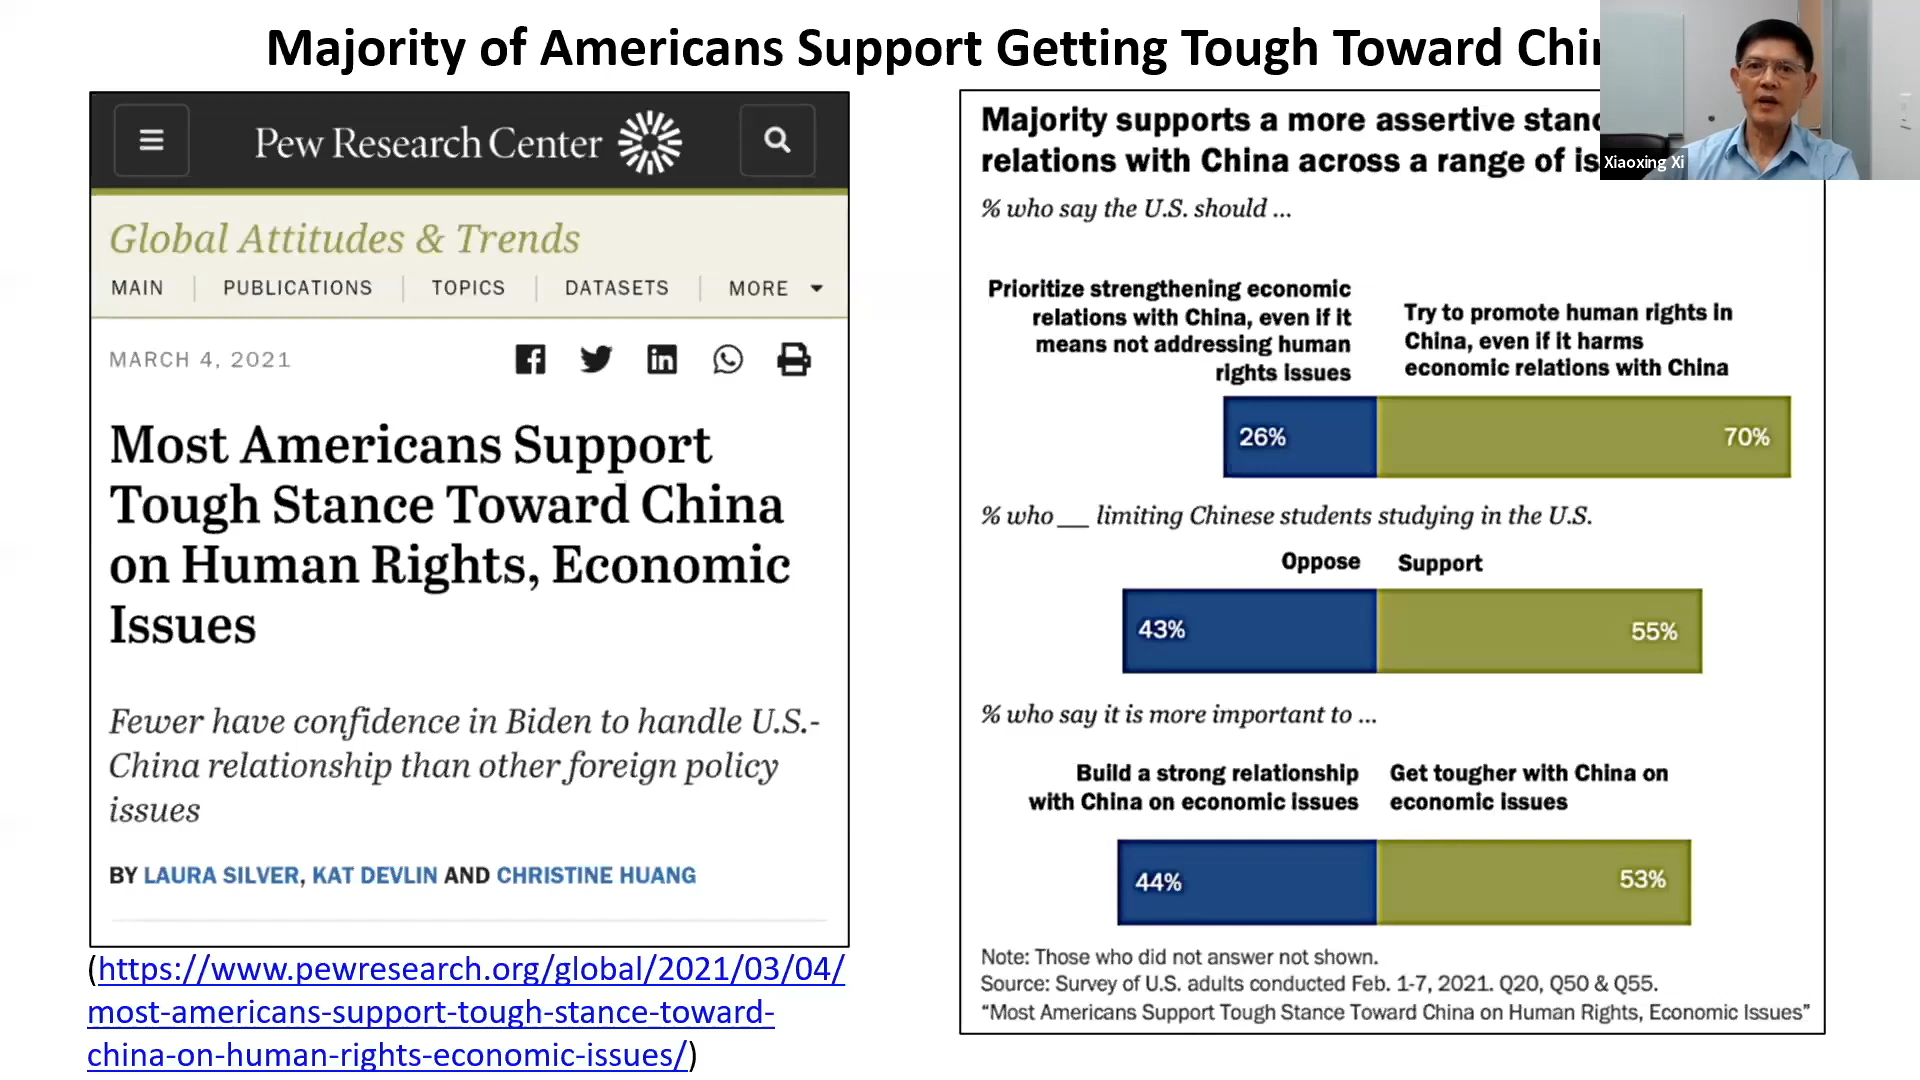 Majority of Americans Support Getting Tough Toward
Xiaoxing Xi
Pew Research Center
Global Attitudes & Trends
MAIN PUBLICATIONS TOPICS DATASETS MORE
MARCH 4, 2021
Most Americans Support
Tough Stance Toward China
on Human Rights, Economic
Issues
Fewer have confidence in Biden to handle U.S.-
China relationship than other foreign policy
issues
BY LAURA SILVER, KAT DEVLIN AND CHRISTINE HUANG
(https://www.pewresearch.org/global/2021/03/04/
most-americans-support-tough-stance-toward-
china-on-human-rights-economic-issues/)
Majority supports a more assertive
relations with China across a range of
% who say the U.S. should ...
Prioritize strengthening economic
relations with China, even if it
means not addressing human
rights issues
Try to promote human rights in
China, even if it harms
economic relations with China
26% 70%
% who __ limiting Chinese students studying in the U.S.
Oppose Support
43% 55%
% who say it is more important to ...
Build a strong relationship
with China on economic issues
Get tougher with China on
economic issues
44% 53%
Note: Those who did not answer not shown.
Source: Survey of U.S. adults conducted Feb. 1-7, 2021. Q20, Q50 & Q55.
“Most Americans Support Tough Stance Toward China on Human Rights, Economic Issues”